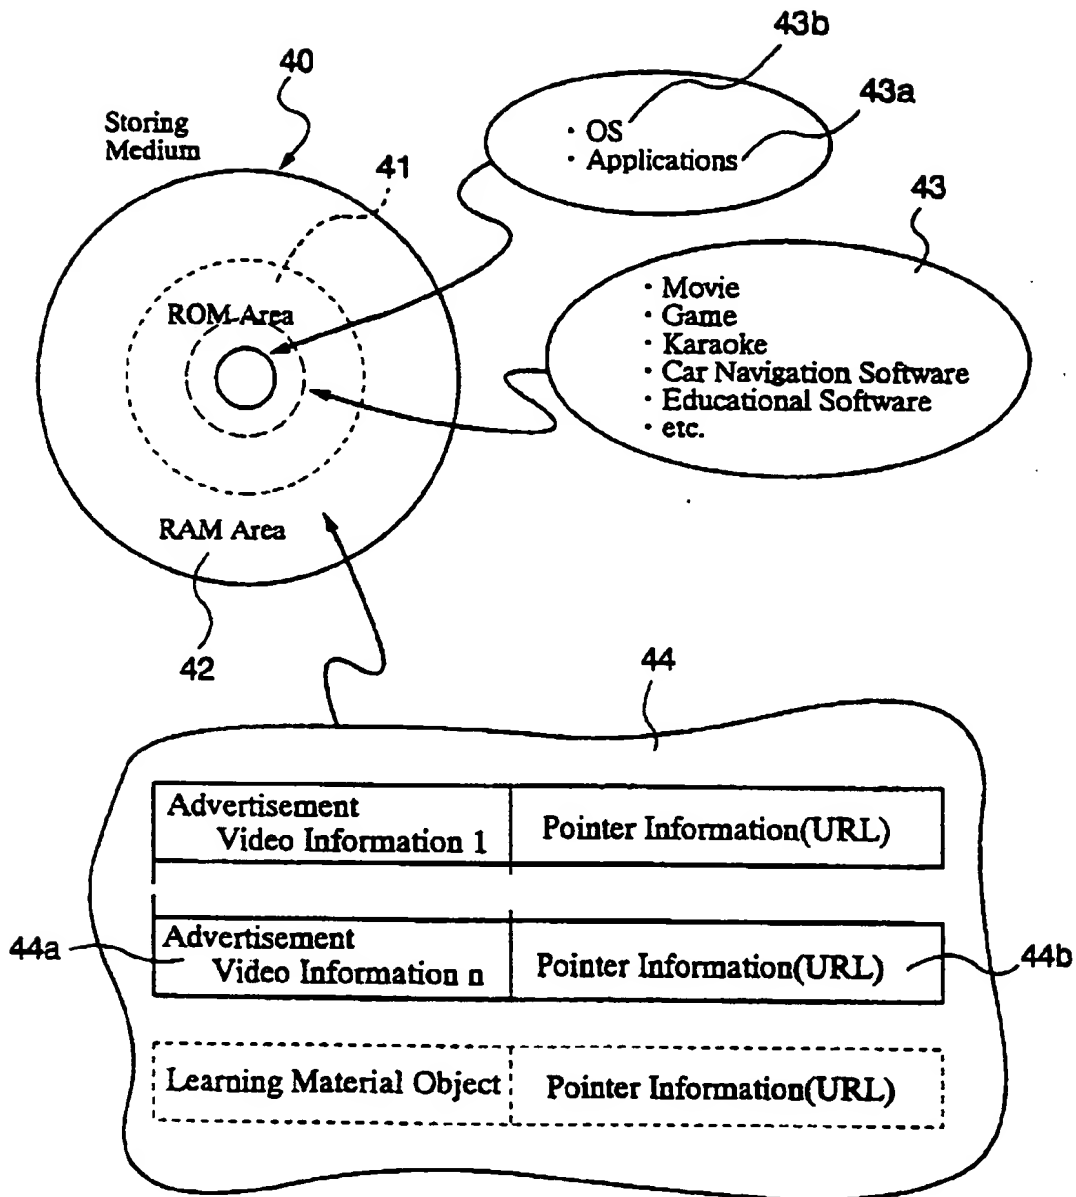 43b
40
43a
Storing
Medium
· OS
· Applications
41
43
ROM Area
· Movie
· Game
· Karaoke
· Car Navigation Software
· Educational Software
· etc.
RAM Area
42
44
Advertisement
Video Information 1
Pointer Information(URL)
44a
Advertisement
Video Information n
Pointer Information(URL)
44b
Learning Material Object
Pointer Information(URL)